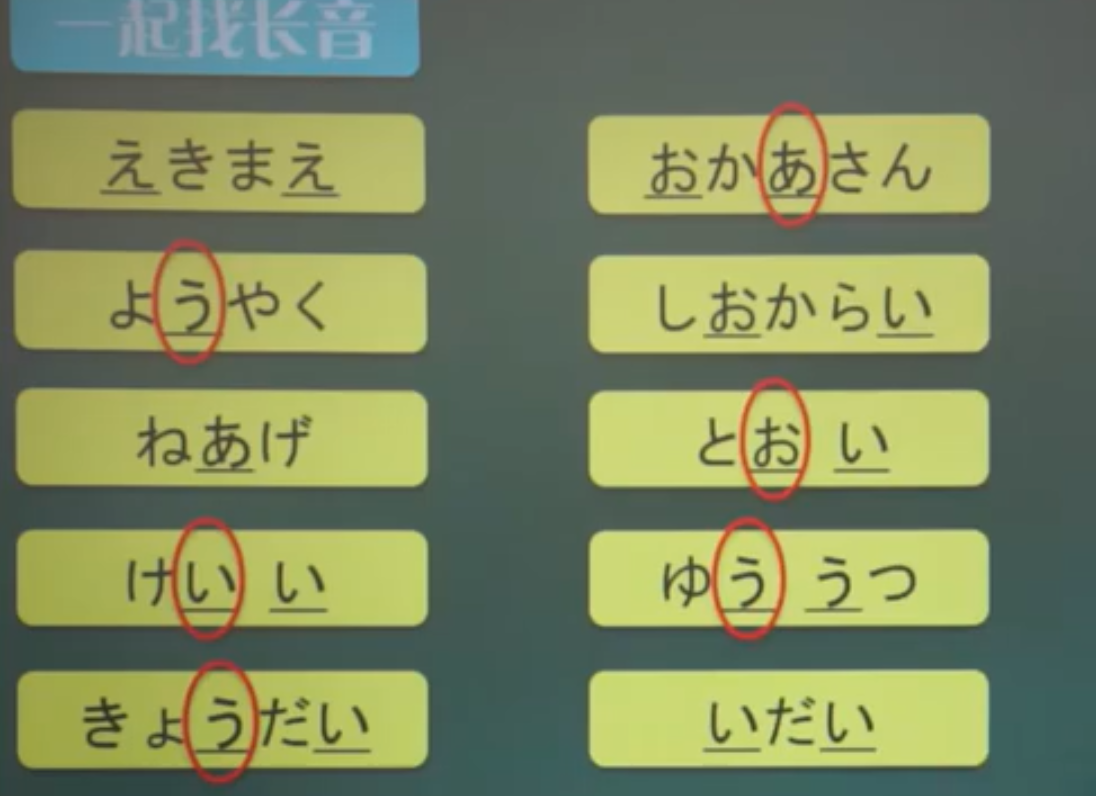 一起找长音
えきまえ
おかあさん
ようやく
しおからい
ねあげ
とお い
けい い
ゆう うつ
きょうだい
いだい